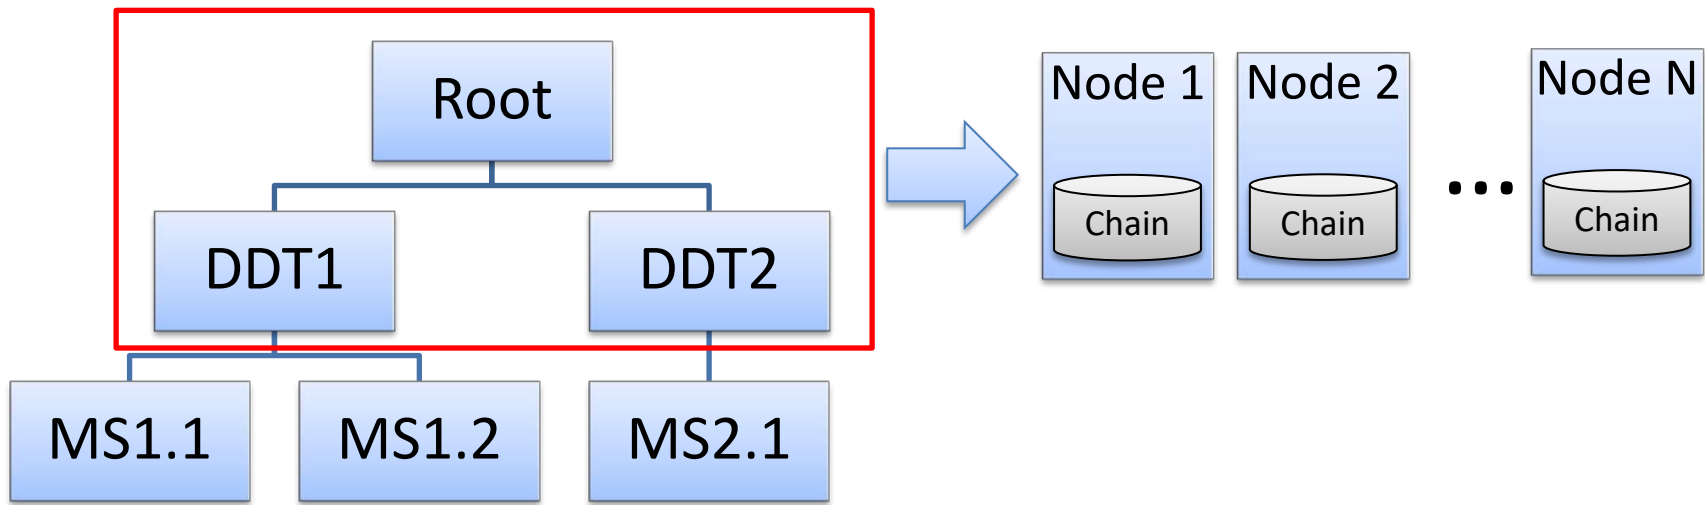 Root
DDT1
DDT2
MS1.1
MS1.2
MS2.1
Node 1
Chain
Node 2
Chain
...
Node N
Chain